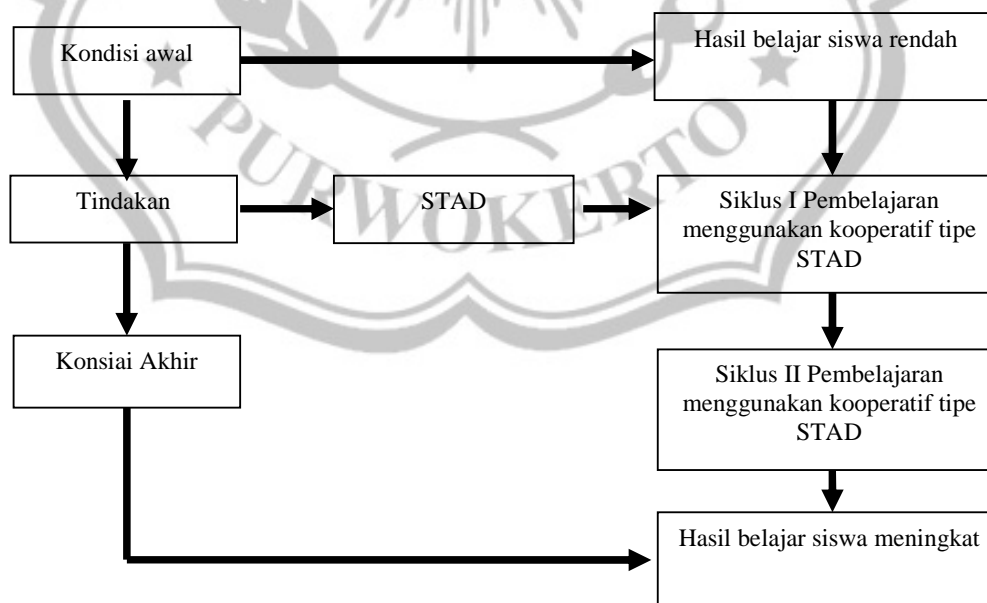 Kondisi awal
Hasil belajar siswa rendah
PURWOKERTO
Tindakan
STAD
Siklus I Pembelajaran
menggunakan kooperatif tipe
STAD
Konsiai Akhir
Siklus II Pembelajaran
menggunakan kooperatif tipe
STAD
Hasil belajar siswa meningkat